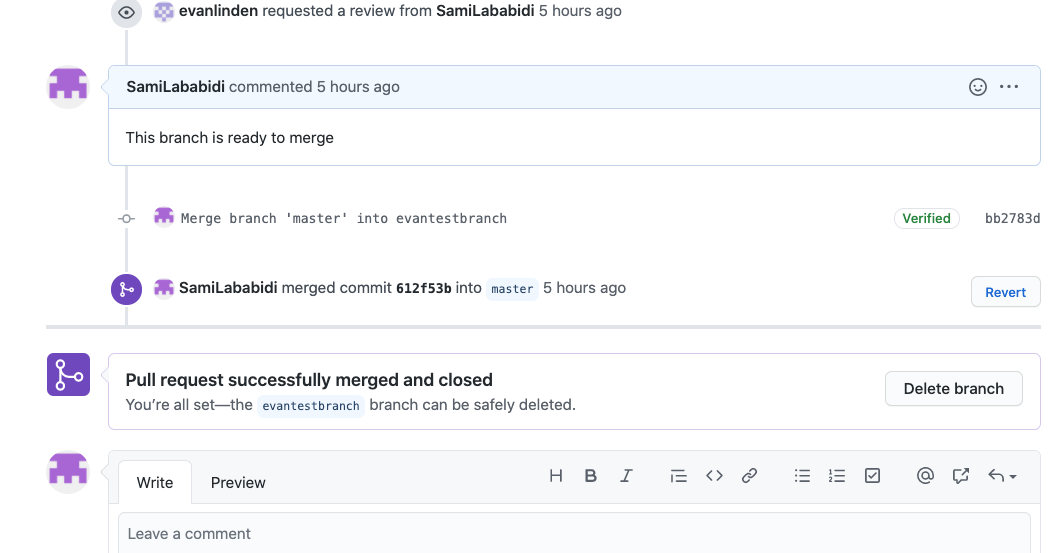 evanlinden requested a review from SamiLababidi 5 hours ago
SamiLababidi commented 5 hours ago
This branch is ready to merge
Merge branch 'master' into evantestbranch Verified bb2783d
SamiLababidi merged commit 612f53b into master 5 hours ago Revert
Pull request successfully merged and closed
You're all set—the evantestbranch branch can be safely deleted.
Delete branch
Write Preview
Leave a comment